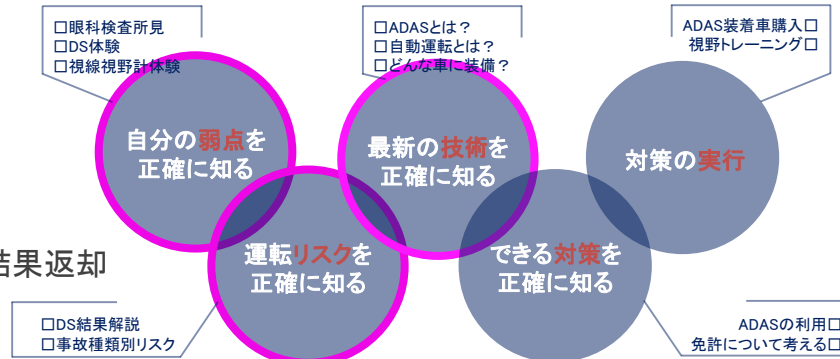 □眼科検査所見
□DS体験
□視線視野計体験
□ADASとは？
□自動運転とは？
□どんな車に装備？
ADAS装着車購入□
視野トレーニング□
自分の弱点を
正確に知る
最新の技術を
正確に知る
対策の実行
運転リスクを
正確に知る
できる対策を
正確に知る
結果返却
□DS結果解説
□事故種類別リスク
ADASの利用□
免許について考える□